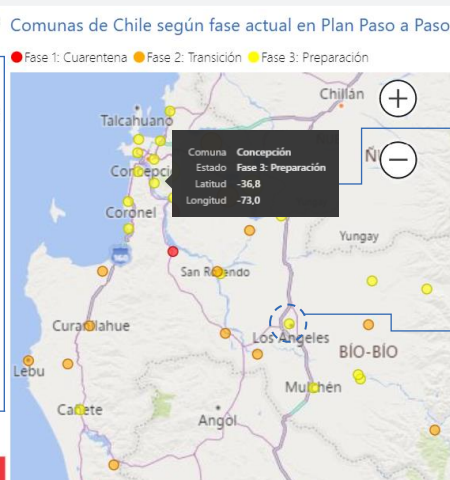 Comunas de Chile según fase actual en Plan Paso a Paso
Fase 1: Cuarentena Fase 2: Transición Fase 3: Preparación
Chillán
Talcahuano
Comuna Concepción
Estado Fase 3: Preparación
Latitud -36,8
Longitud -73,0
Coronel
Yungay
160
San Rosendo
Curanilahue
Los Ángeles
BÍO-BÍO
Lebu
Mulchén
Cañete
Angol